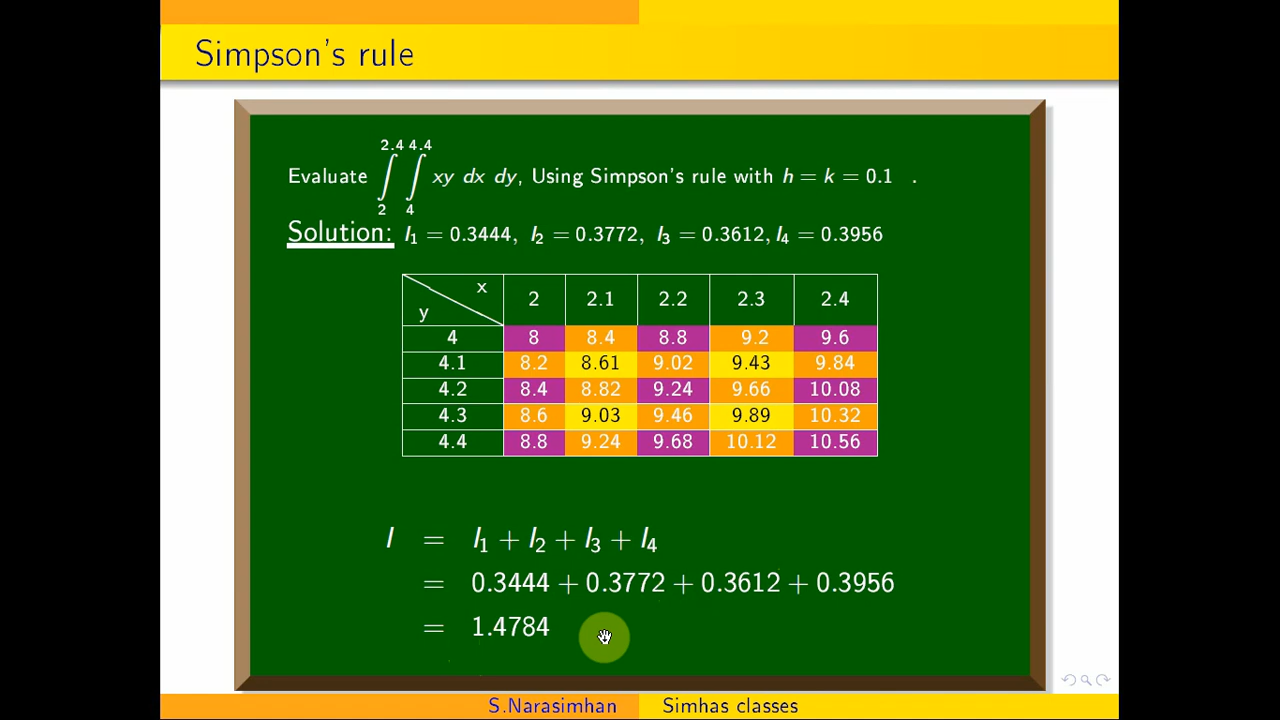 Simpson's rule
Evaluate ∫_2^2.4 ∫_4^4.4 xy dx dy, Using Simpson's rule with h = k = 0.1 .
Solution: I₁ = 0.3444, I₂ = 0.3772, I₃ = 0.3612, I₄ = 0.3956
x y 2 2.1 2.2 2.3 2.4
4 8 8.4 8.8 9.2 9.6
4.1 8.2 8.61 9.02 9.43 9.84
4.2 8.4 8.82 9.24 9.66 10.08
4.3 8.6 9.03 9.46 9.89 10.32
4.4 8.8 9.24 9.68 10.12 10.56
I = I₁ + I₂ + I₃ + I₄
= 0.3444 + 0.3772 + 0.3612 + 0.3956
= 1.4784
S.Narasimhan Simhas classes